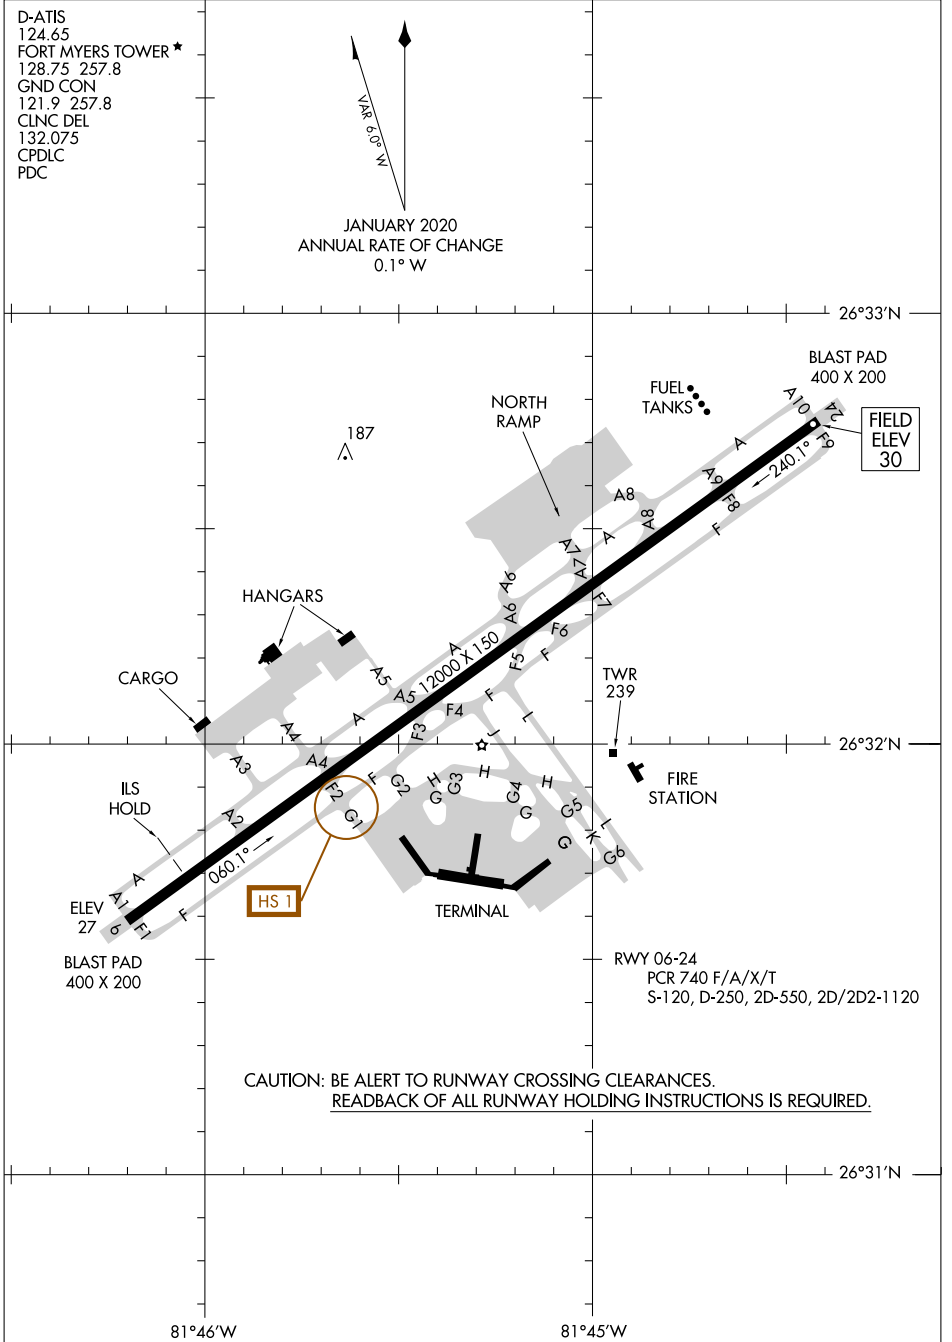 D-ATIS
124.65
FORT MYERS TOWER ★
128.75 257.8
GND CON
121.9 257.8
CLNC DEL
132.075
CPDLC
PDC
VAR 6.0° W
JANUARY 2020
ANNUAL RATE OF CHANGE
0.1° W
26°33'N
BLAST PAD
400 X 200
FUEL
TANKS
NORTH
RAMP
A10
24
F9
FIELD
ELEV
30
187
A
240.1°
A9
F8
A8
A8
F
A7
A
A7
F7
A6
A6
F6
F5
F
HANGARS
A
12000 X 150
A5
A5
F4
F
L
F3
J
TWR
239
CARGO
A
A4
A4
A3
26°32'N
FIRE
STATION
ILS
HOLD
F2
F
G2
H
G
G3
H
G4
H
G
G5
L
G1
A2
K
G
G6
060.1°
A
A1
ELEV
27
6
F1
F
HS 1
TERMINAL
BLAST PAD
400 X 200
RWY 06-24
PCR 740 F/A/X/T
S-120, D-250, 2D-550, 2D/2D2-1120
CAUTION: BE ALERT TO RUNWAY CROSSING CLEARANCES.
READBACK OF ALL RUNWAY HOLDING INSTRUCTIONS IS REQUIRED.
26°31'N
81°46'W
81°45'W